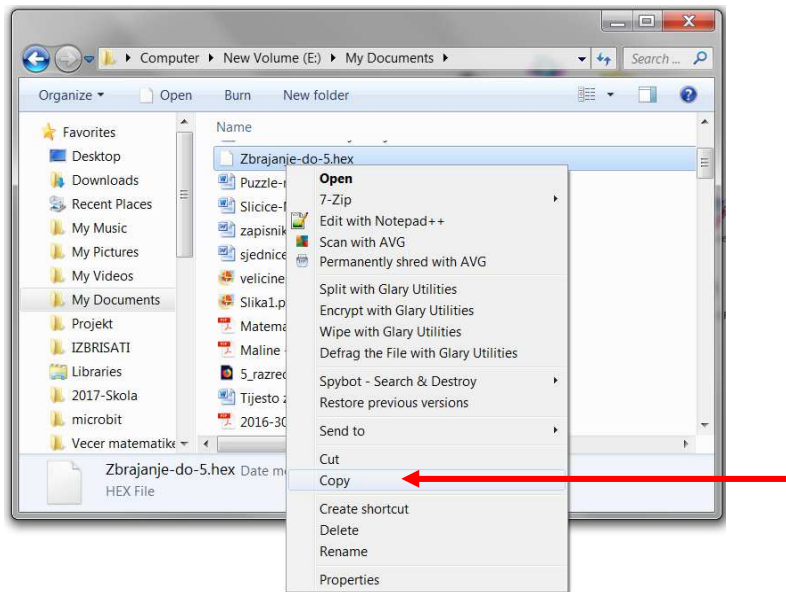 Computer New Volume (E:) My Documents
Search ...
Organize Open Burn New folder
Favorites
Desktop
Downloads
Recent Places
My Music
My Pictures
My Videos
My Documents
Projekt
IZBRISATI
Libraries
2017-Skola
microbit
Vecer matematike
Name
Zbrajanje-do-5.hex
Puzzle-
Slicice-
zapisnik
sjednice
velicine
Slika1.p
Matema
Maline
5_razred
Tijesto
2016-30
Open
7-Zip
Edit with Notepad++
Scan with AVG
Permanently shred with AVG
Split with Glary Utilities
Encrypt with Glary Utilities
Wipe with Glary Utilities
Defrag the File with Glary Utilities
Spybot - Search & Destroy
Restore previous versions
Send to
Cut
Copy
Create shortcut
Delete
Rename
Properties
Zbrajanje-do-5.hex Date
HEX File